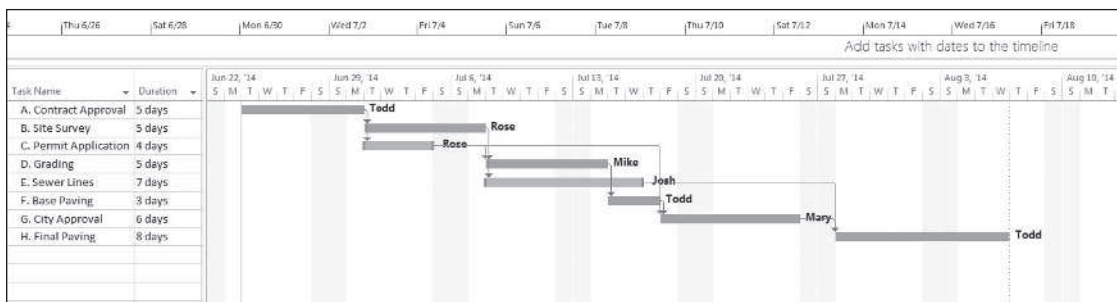 Thu 6/26 Sat 6/28 Mon 6/30 Wed 7/2 Fri 7/4 Sun 7/6 Tue 7/8 Thu 7/10 Sat 7/12 Mon 7/14 Wed 7/16 Fri 7/18
Add tasks with dates to the timeline
Jun 22, '14 Jun 29, '14 Jul 6, '14 Jul 13, '14 Jul 20, '14 Jul 27, '14 Aug 3, '14 Aug 10, '14
Task Name Duration S M T W T F S S M T W T F S S M T W T F S S M T W T F S S M T W T F S S M T W T F S S M T W T F S S M T
A. Contract Approval 5 days Todd
B. Site Survey 5 days Rose
C. Permit Application 4 days Rose
D. Grading 5 days Mike
E. Sewer Lines 7 days Josh
F. Base Paving 3 days Todd
G. City Approval 6 days Mary
H. Final Paving 8 days Todd